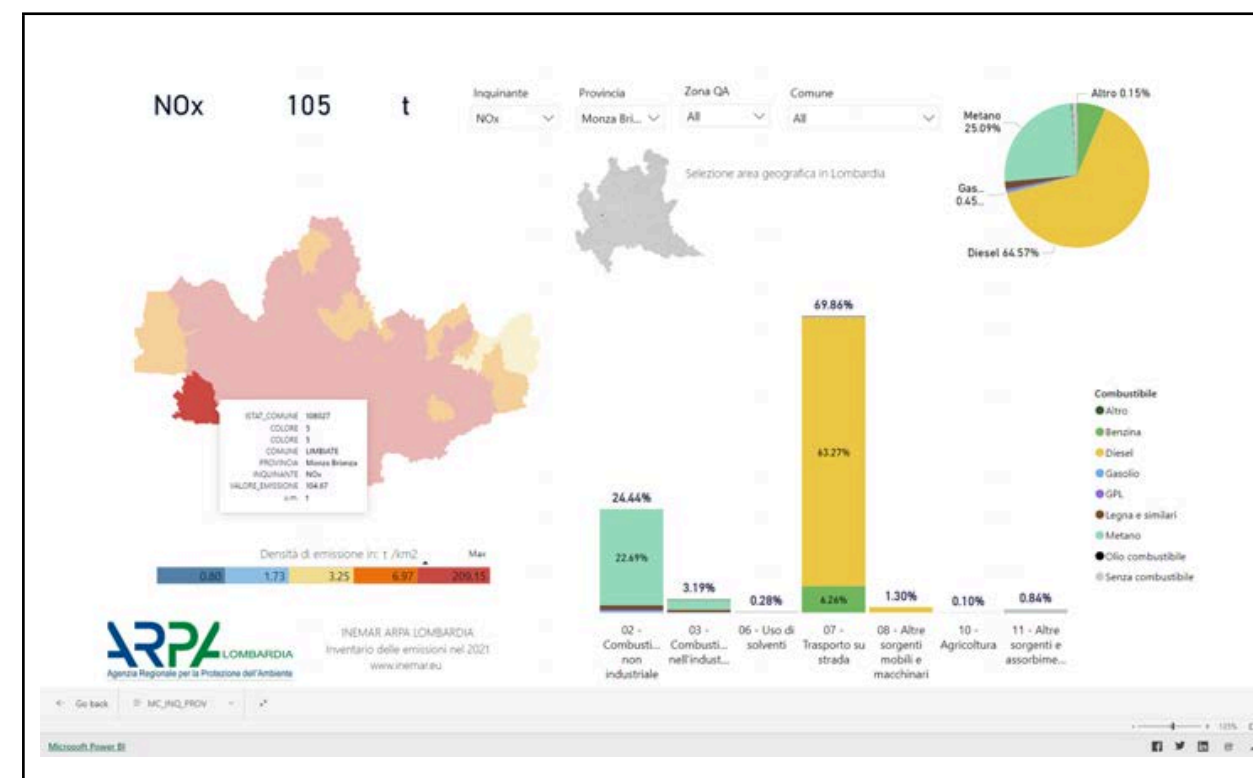 NOx 105 t
Inquinante
NOx
Provincia
Monza Bri...
Zona QA
All
Comune
All
Selezione area geografica in Lombardia
Altro 0.15%
Metano
25.09%
Gas...
0.45...
Diesel 64.57%
ISTAT_COMUNE 108027
COLORE 5
COLORE 5
COMUNE LIMBIATE
PROVINCIA Monza Brianza
INQUINANTE NOx
VALORE_EMISSIONE 104.67
u.m. t
Densità di emissione in: t /km2
Max
0.80 1.73 3.25 6.97 209.15
69.86%
63.27%
6.26%
24.44%
22.69%
3.19%
0.28%
1.30%
0.10%
0.84%
02 -
Combusti...
non
industriale
03 -
Combusti...
nell'indust...
06 - Uso di
solventi
07 -
Trasporto su
strada
08 - Altre
sorgenti
mobili e
macchinari
10 -
Agricoltura
11 - Altre
sorgenti e
assorbime...
Combustibile
Altro
Benzina
Diesel
Gasolio
GPL
Legna e similari
Metano
Olio combustibile
Senza combustibile
ARPA LOMBARDIA
Agenzia Regionale per la Protezione dell'Ambiente
INEMAR ARPA LOMBARDIA
Inventario delle emissioni nel 2021
www.inemar.eu
Go back
MC_INQ_PROV
Microsoft Power BI